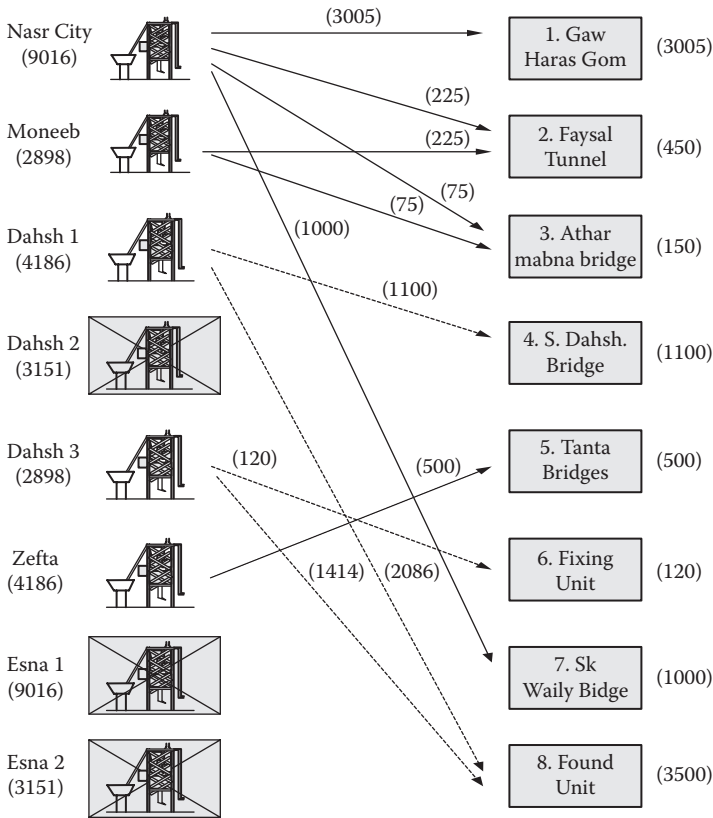 Nasr City
(9016)
(3005)
1. Gaw
Haras Gom
(3005)
(225)
Moneeb
(2898)
(225)
2. Faysal
Tunnel
(450)
(75)
(75)
3. Athar
mabna bridge
(150)
(1000)
Dahsh 1
(4186)
(1100)
4. S. Dahsh.
Bridge
(1100)
Dahsh 2
(3151)
Dahsh 3
(2898)
(120)
(500)
5. Tanta
Bridges
(500)
Zefta
(4186)
(1414)
(2086)
6. Fixing
Unit
(120)
Esna 1
(9016)
7. Sk
Waily Bidge
(1000)
Esna 2
(3151)
8. Found
Unit
(3500)